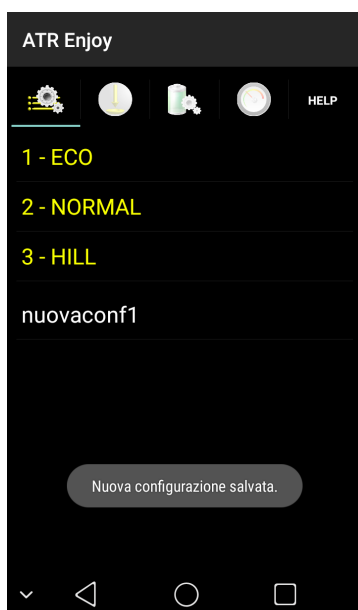 ATR Enjoy
HELP
1 - ECO
2 - NORMAL
3 - HILL
nuovaconf1
Nuova configurazione salvata.